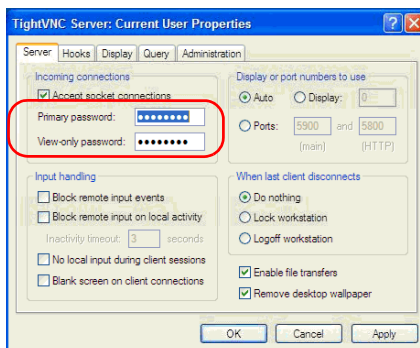 TightVNC Server: Current User Properties
Server Hooks Display Query Administration
Incoming connections
Accept socket connections
Primary password: ●●●●●●●●
View-only password: ●●●●●●●●
Display or port numbers to use
Auto Display: 0
Ports: 5900 and 5800
(main) (HTTP)
Input handling
Block remote input events
Block remote input on local activity
Inactivity timeout: 3 seconds
No local input during client sessions
Blank screen on client connections
When last client disconnects
Do nothing
Lock workstation
Logoff workstation
Enable file transfers
Remove desktop wallpaper
OK Cancel Apply